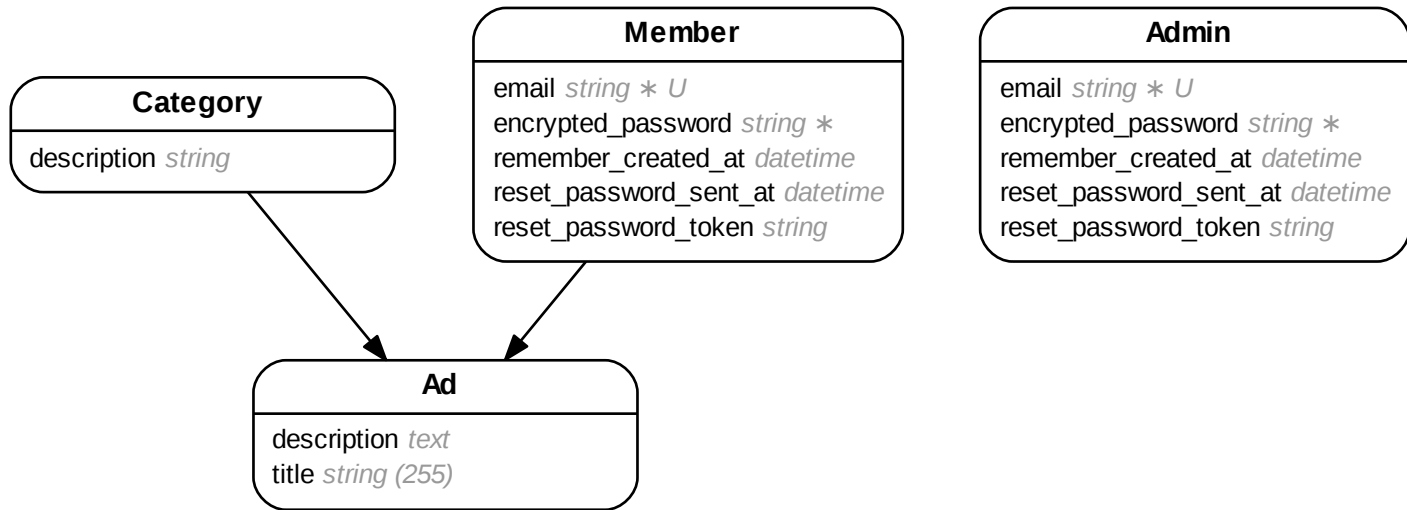 Category
description string
Member
email string ∗ U
encrypted_password string ∗
remember_created_at datetime
reset_password_sent_at datetime
reset_password_token string
Admin
email string ∗ U
encrypted_password string ∗
remember_created_at datetime
reset_password_sent_at datetime
reset_password_token string
Ad
description text
title string (255)